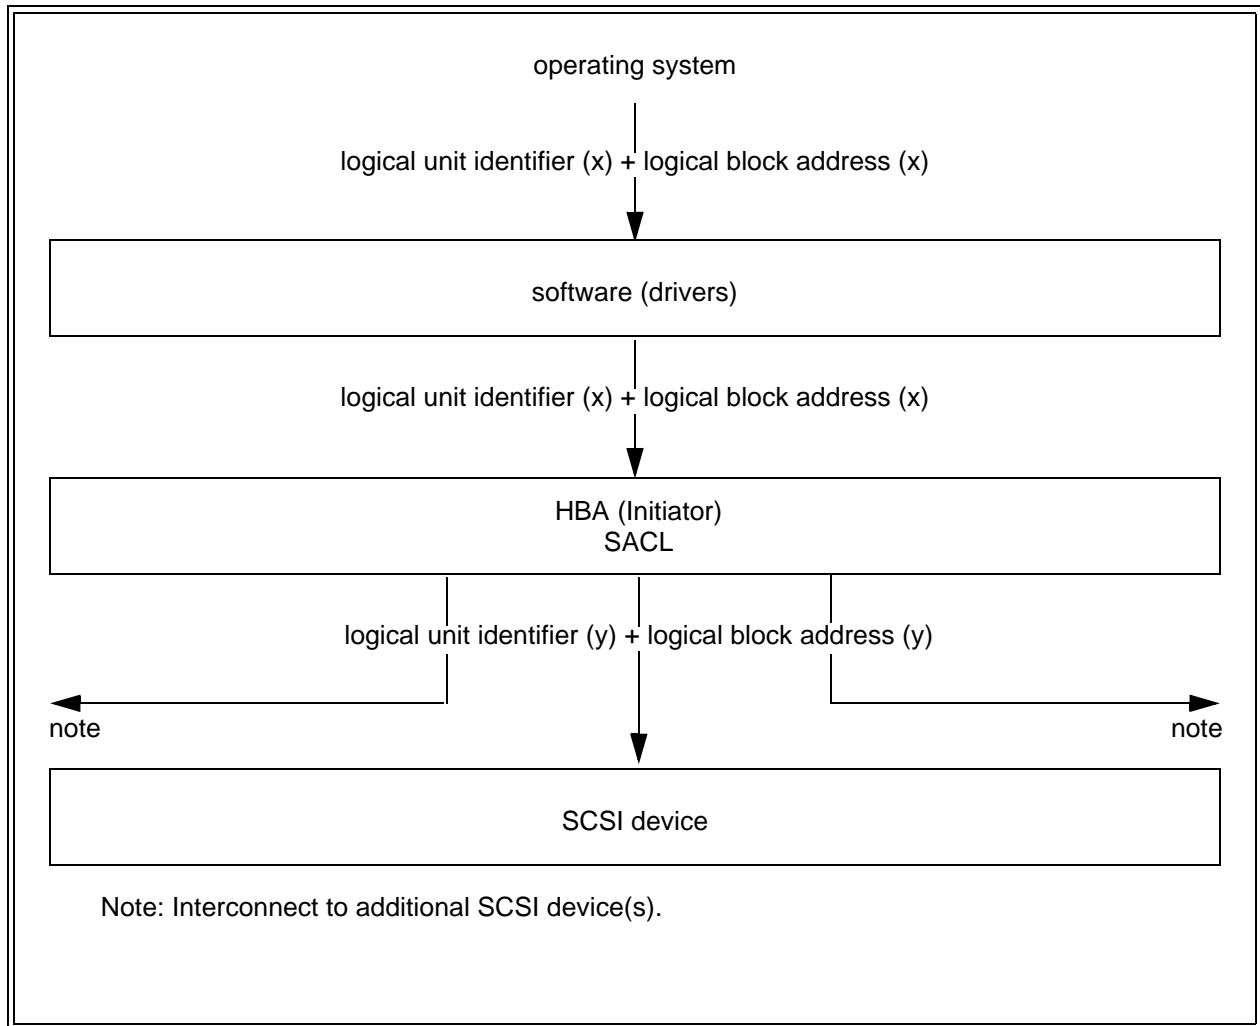 operating system
logical unit identifier (x) + logical block address (x)
software (drivers)
logical unit identifier (x) + logical block address (x)
HBA (Initiator)
SACL
logical unit identifier (y) + logical block address (y)
note
note
SCSI device
Note: Interconnect to additional SCSI device(s).